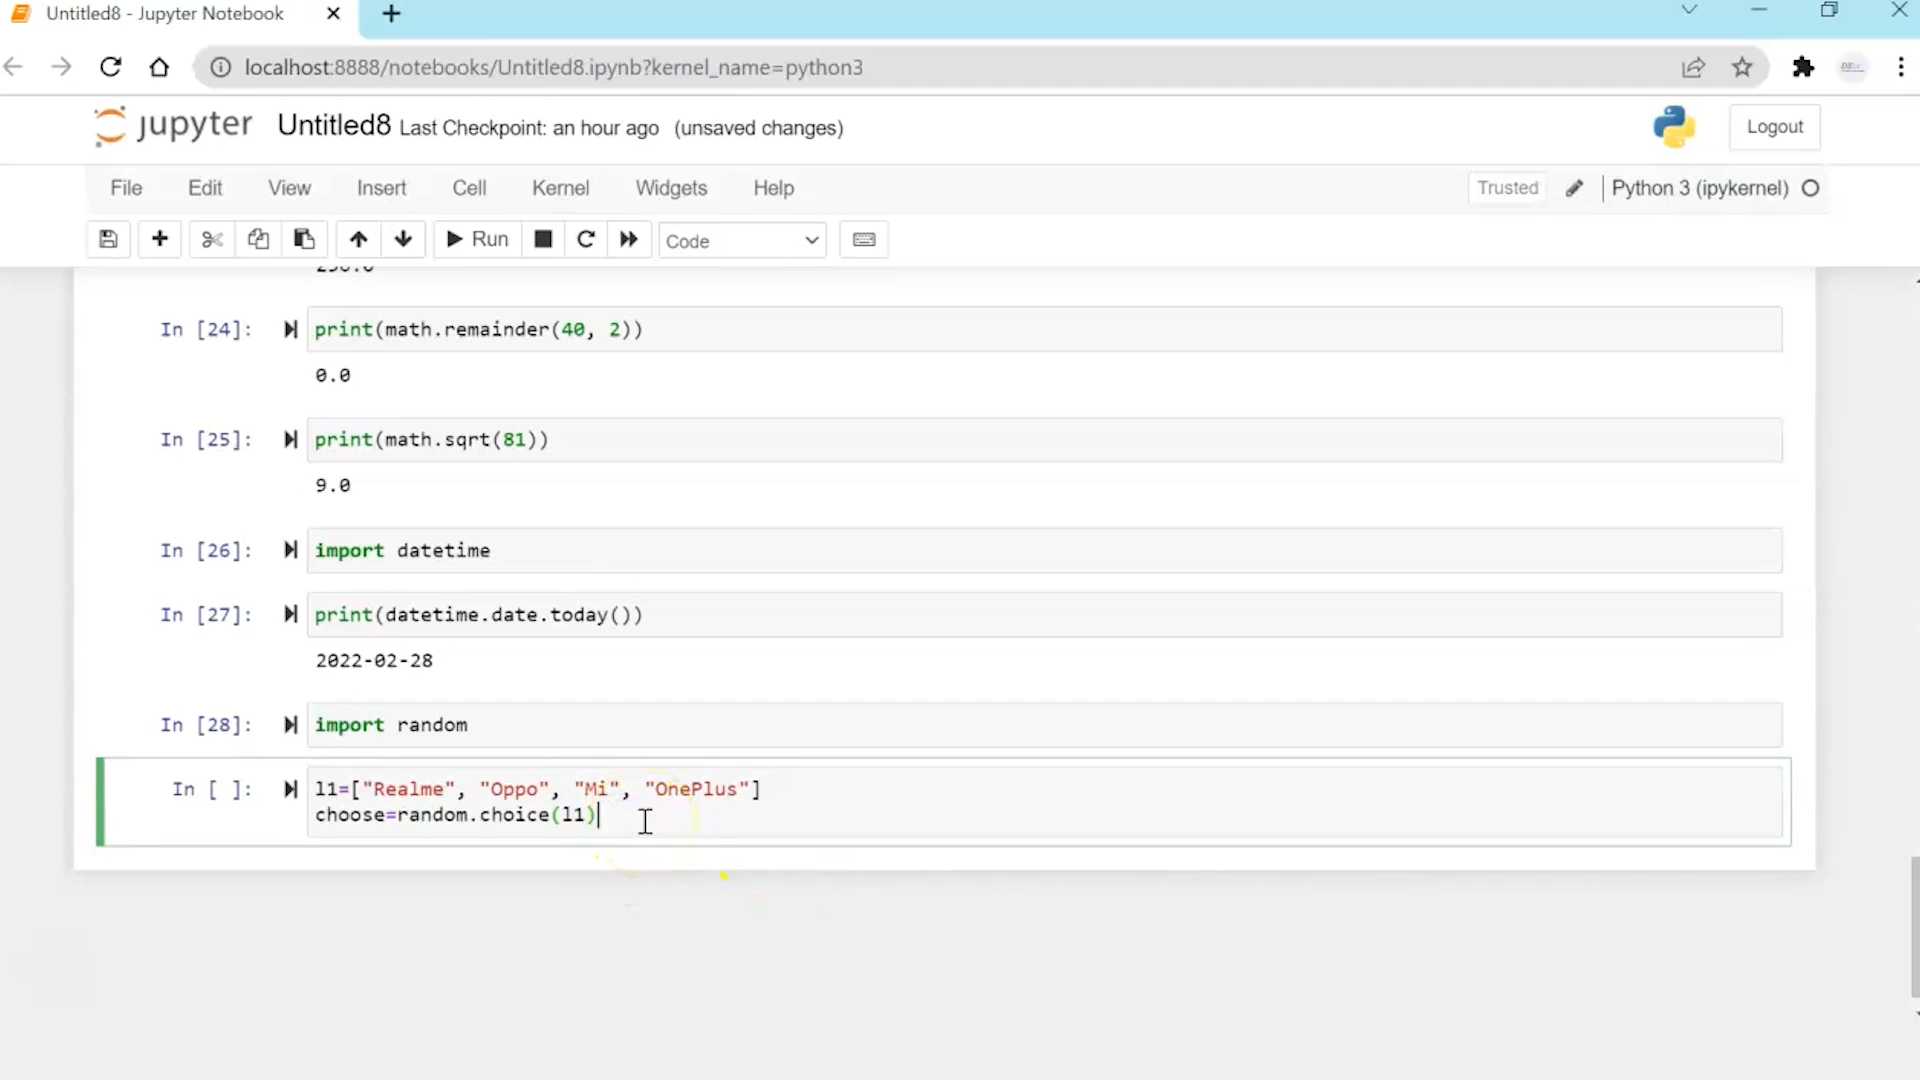 Untitled8 - Jupyter Notebook
localhost:8888/notebooks/Untitled8.ipynb?kernel_name=python3
jupyter Untitled8 Last Checkpoint: an hour ago (unsaved changes)
Logout
File Edit View Insert Cell Kernel Widgets Help
Trusted Python 3 (ipykernel)
Run Code
In [24]: print(math.remainder(40, 2))
0.0
In [25]: print(math.sqrt(81))
9.0
In [26]: import datetime
In [27]: print(datetime.date.today())
2022-02-28
In [28]: import random
In [ ]: l1=["Realme", "Oppo", "Mi", "OnePlus"]
choose=random.choice(l1)